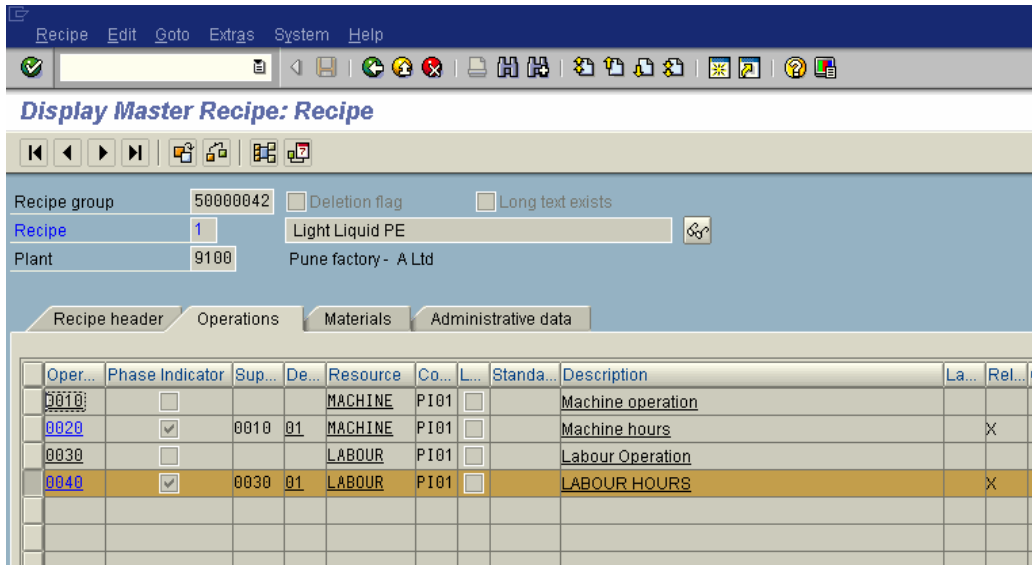 Recipe Edit Goto Extras System Help
Display Master Recipe: Recipe
Recipe group 50000042 Deletion flag Long text exists
Recipe 1 Light Liquid PE
Plant 9100 Pune factory - A Ltd
Recipe header Operations Materials Administrative data
Oper... Phase Indicator Sup... De... Resource Co... L... Standa... Description La... Rel...
0010 MACHINE PI01 Machine operation
0020 0010 01 MACHINE PI01 Machine hours X
0030 LABOUR PI01 Labour Operation
0040 0030 01 LABOUR PI01 LABOUR HOURS X